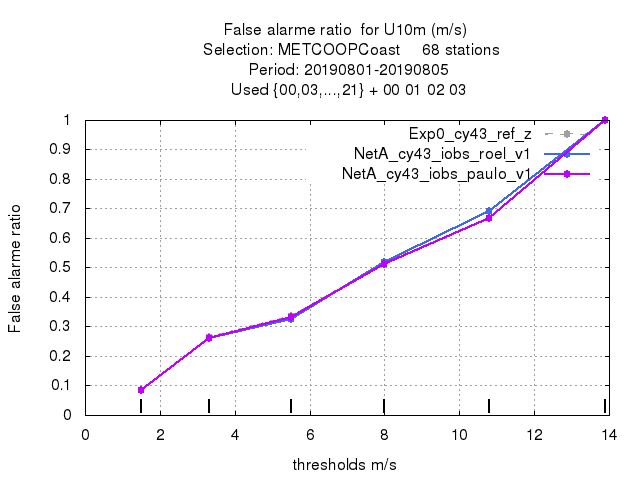 False alarme ratio  for U10m (m/s)
Selection: METCOOPCoast     68 stations
Period: 20190801-20190805
Used {00,03,...,21} + 00 01 02 03
Exp0_cy43_ref_z
NetA_cy43_iobs_roel_v1
NetA_cy43_iobs_paulo_v1
False alarme ratio
1
0.9
0.8
0.7
0.6
0.5
0.4
0.3
0.2
0.1
0
0 2 4 6 8 10 12 14
thresholds m/s